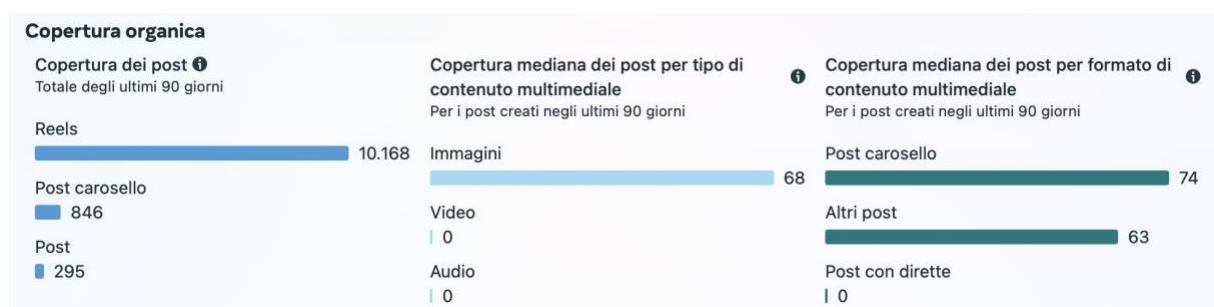 Copertura organica
Copertura dei post
Totale degli ultimi 90 giorni
Reels
10.168
Post carosello
846
Post
295
Copertura mediana dei post per tipo di
contenuto multimediale
Per i post creati negli ultimi 90 giorni
Immagini
68
Video
0
Audio
0
Copertura mediana dei post per formato di
contenuto multimediale
Per i post creati negli ultimi 90 giorni
Post carosello
74
Altri post
63
Post con dirette
0